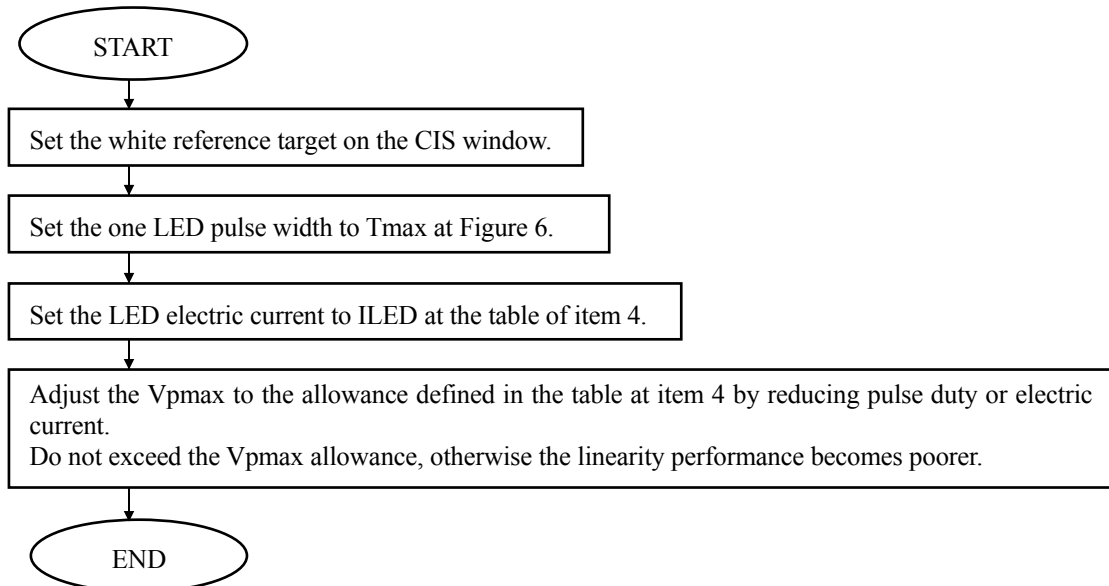 START
Set the white reference target on the CIS window.
Set the one LED pulse width to Tmax at Figure 6.
Set the LED electric current to ILED at the table of item 4.
Adjust the Vpmax to the allowance defined in the table at item 4 by reducing pulse duty or electric
current.
Do not exceed the Vpmax allowance, otherwise the linearity performance becomes poorer.
END